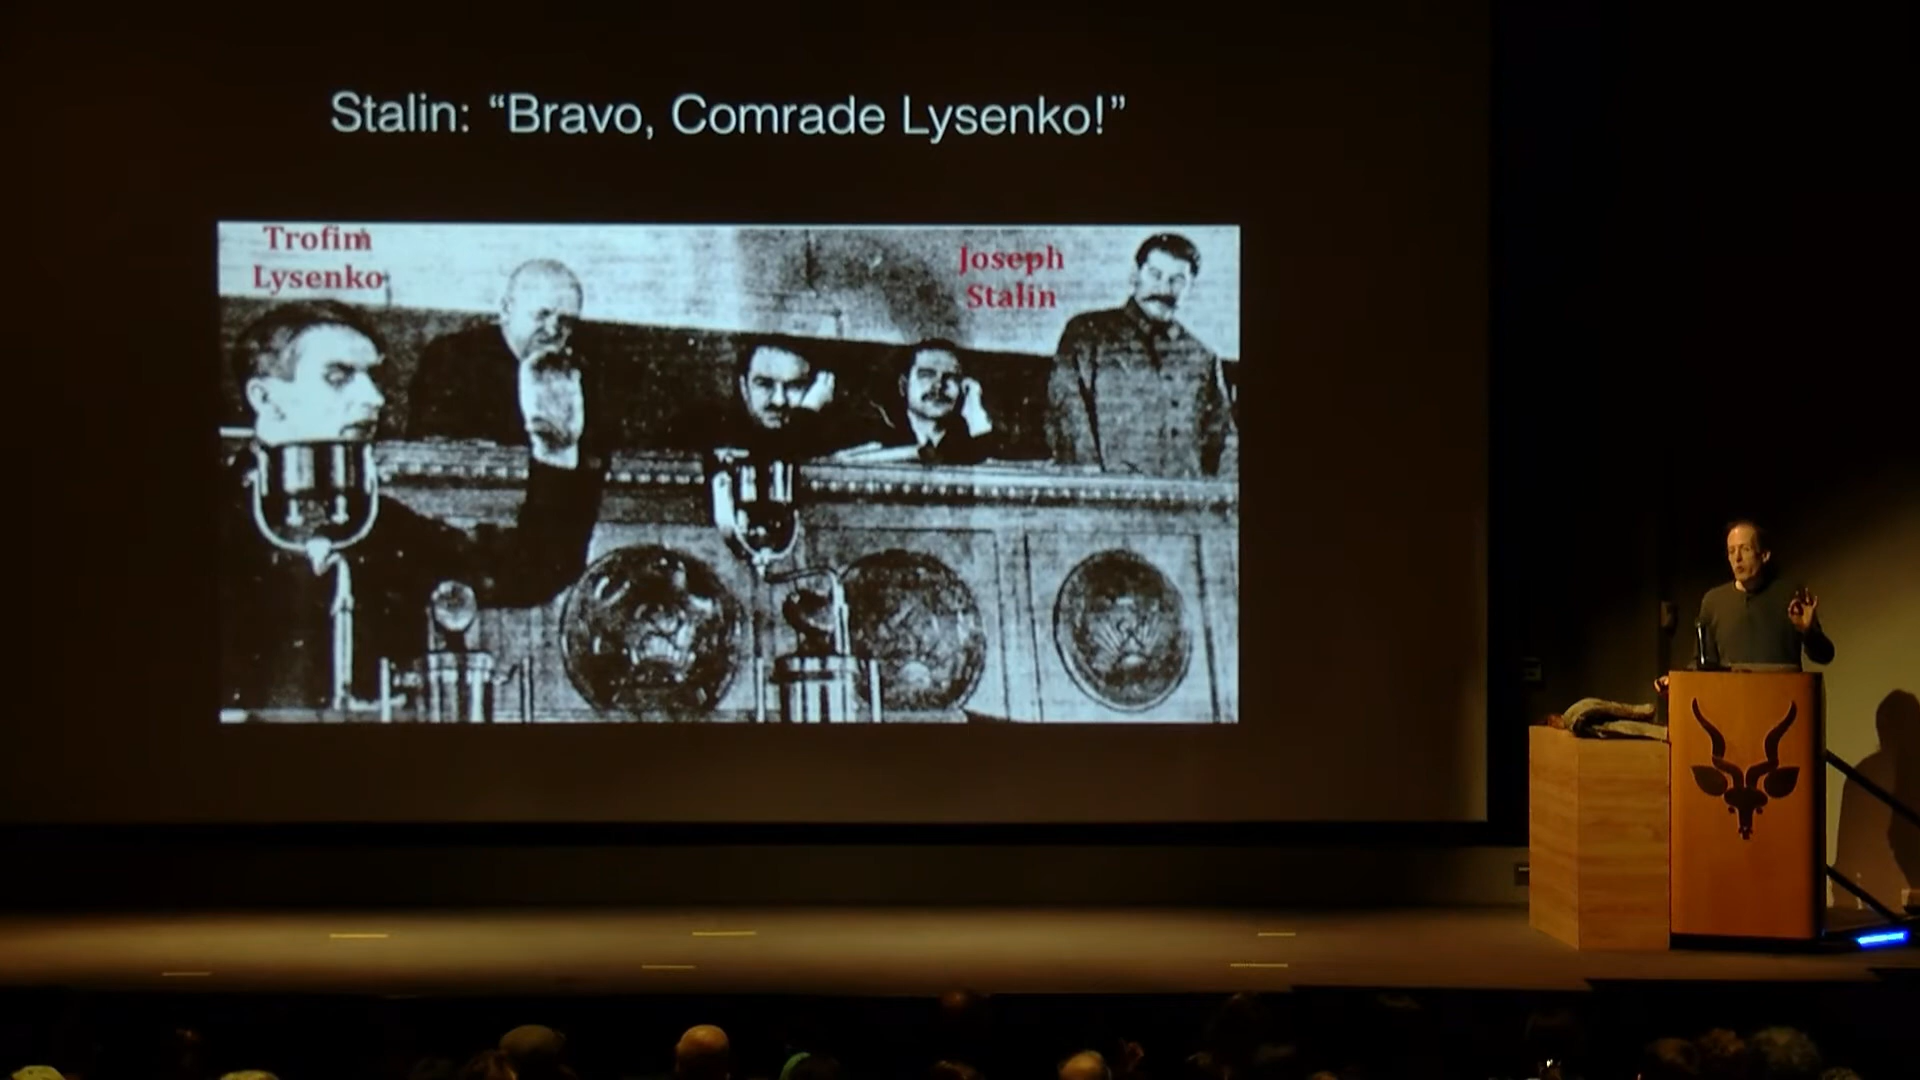 Stalin: “Bravo, Comrade Lysenko!”
Trofim
Lysenko
Joseph
Stalin